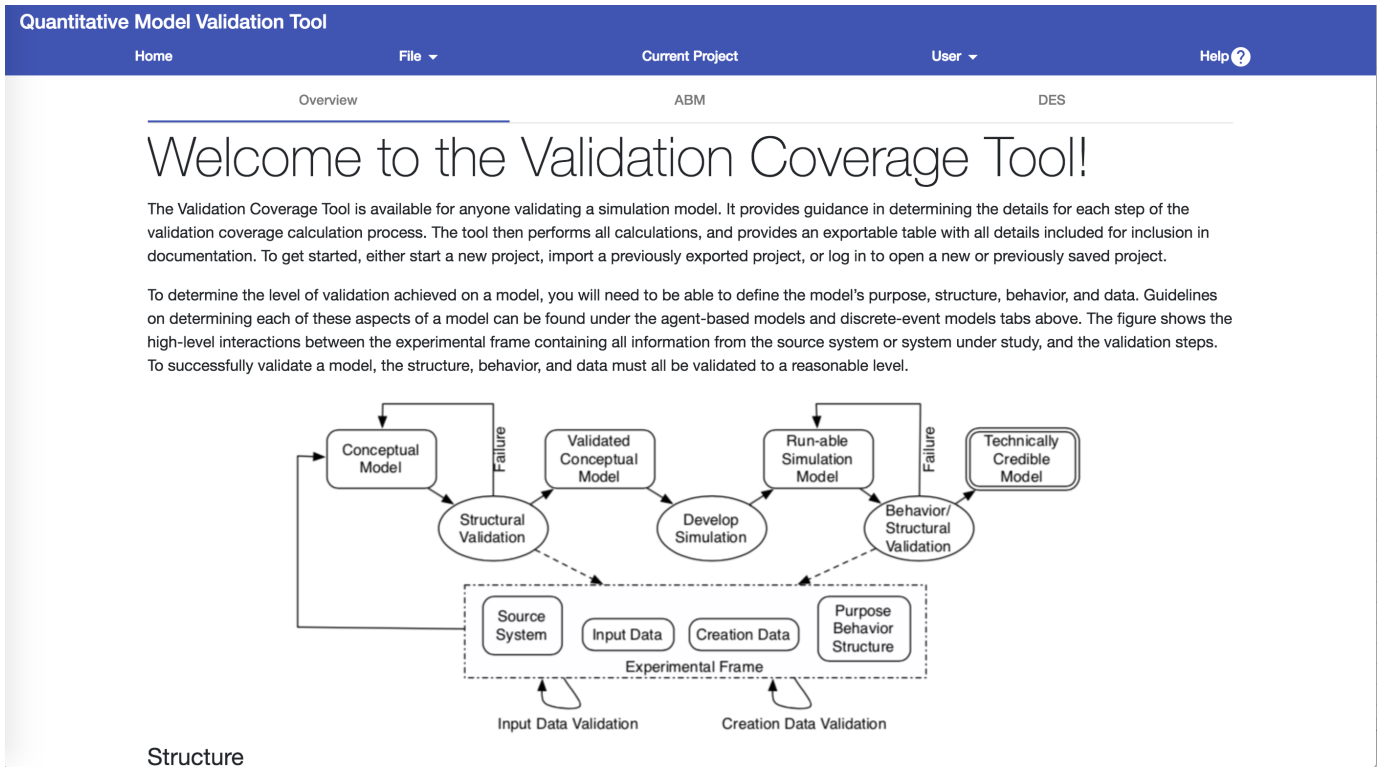 Quantitative Model Validation Tool
Home File Current Project User Help ?
Overview ABM DES
Welcome to the Validation Coverage Tool!
The Validation Coverage Tool is available for anyone validating a simulation model. It provides guidance in determining the details for each step of the
validation coverage calculation process. The tool then performs all calculations, and provides an exportable table with all details included for inclusion in
documentation. To get started, either start a new project, import a previously exported project, or log in to open a new or previously saved project.
To determine the level of validation achieved on a model, you will need to be able to define the model's purpose, structure, behavior, and data. Guidelines
on determining each of these aspects of a model can be found under the agent-based models and discrete-event models tabs above. The figure shows the
high-level interactions between the experimental frame containing all information from the source system or system under study, and the validation steps.
To successfully validate a model, the structure, behavior, and data must all be validated to a reasonable level.
Conceptual
Model
Failure
Validated
Conceptual
Model
Run-able
Simulation
Model
Failure
Technically
Credible
Model
Structural
Validation
Develop
Simulation
Behavior/
Structural
Validation
Source
System
Input Data
Creation Data
Purpose
Behavior
Structure
Experimental Frame
Input Data Validation
Creation Data Validation
Structure